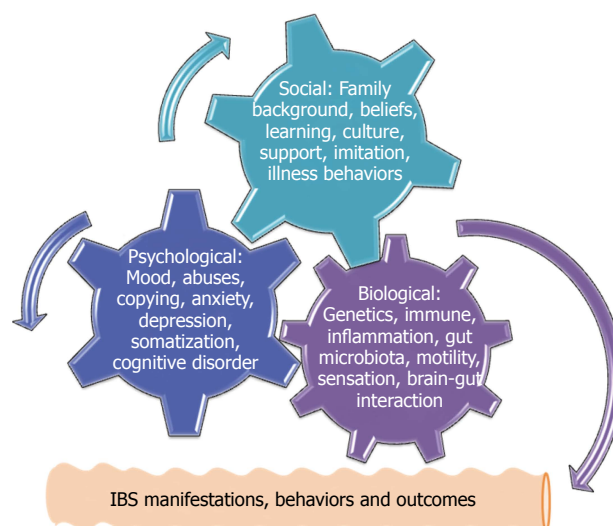 Social: Family
background, beliefs,
learning, culture,
support, imitation,
illness behaviors
Psychological:
Mood, abuses,
copying, anxiety,
depression,
somatization,
cognitive disorder
Biological:
Genetics, immune,
inflammation, gut
microbiota, motility,
sensation, brain-gut
interaction
IBS manifestations, behaviors and outcomes